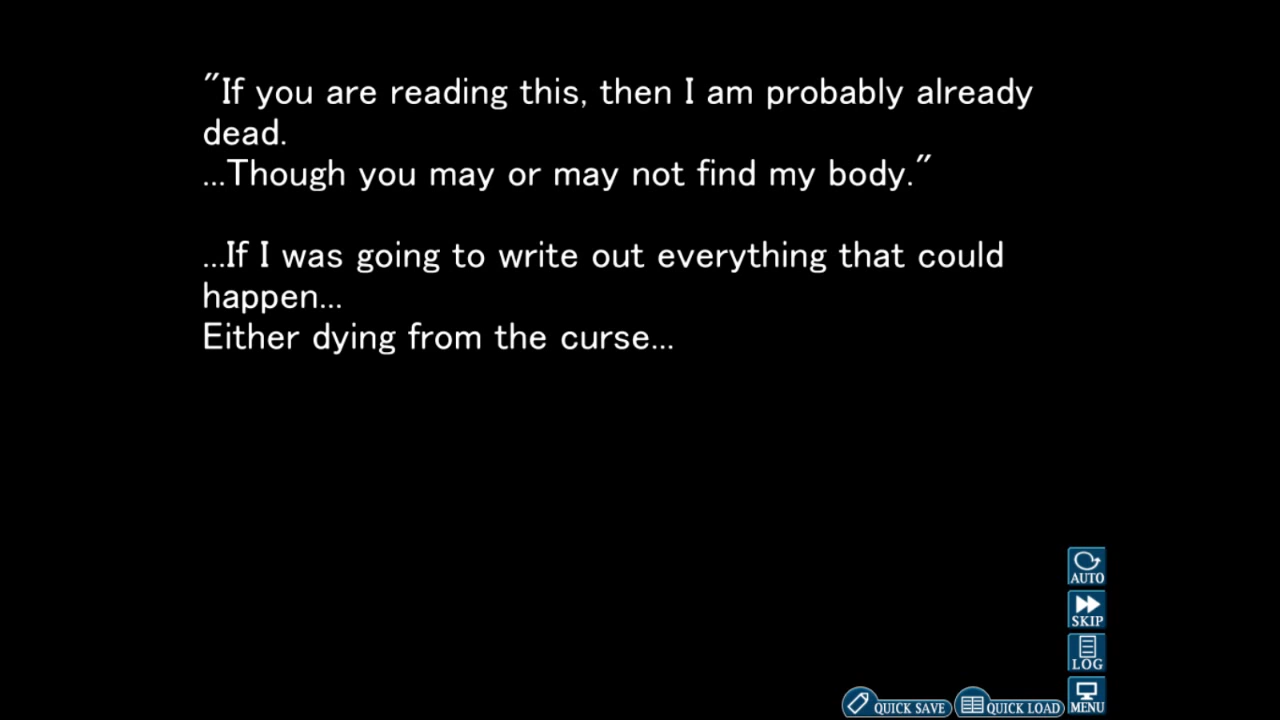 "If you are reading this, then I am probably already
dead.
...Though you may or may not find my body."
...If I was going to write out everything that could
happen...
Either dying from the curse...
AUTO
SKIP
LOG
MENU
QUICK SAVE
QUICK LOAD